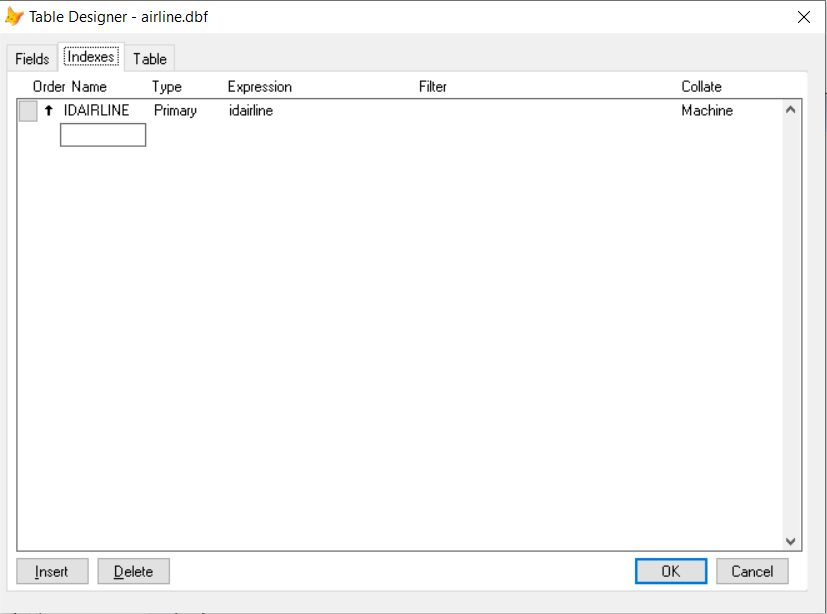 Table Designer - airline.dbf
Fields Indexes Table
Order Name Type Expression Filter Collate
IDAIRLINE Primary idairline Machine
Insert Delete OK Cancel